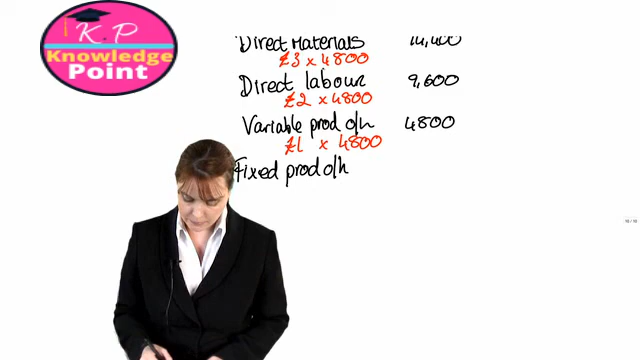 K.P
Knowledge
Point
Direct Materials 14,400
£3 x 4800
Direct labour 9,600
£2 x 4800
Variable prod o/h 4800
£1 x 4800
Fixed prod o/h